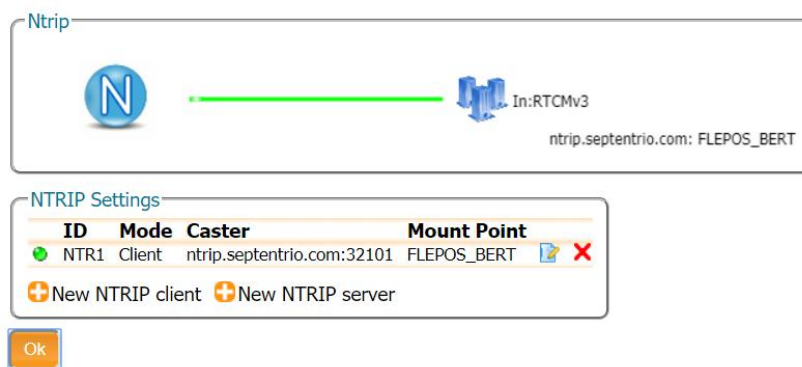 Ntrip
N
In:RTCMv3
ntrip.septentrio.com: FLEPOS_BERT
NTRIP Settings
ID Mode Caster Mount Point
NTR1 Client ntrip.septentrio.com:32101 FLEPOS_BERT
New NTRIP client New NTRIP server
Ok